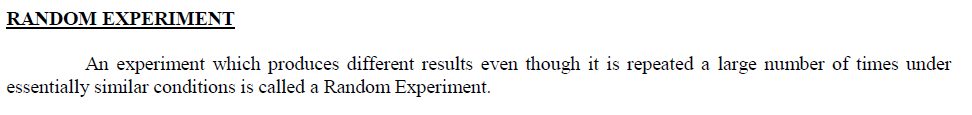 RANDOM EXPERIMENT
An experiment which produces different results even though it is repeated a large number of times under
essentially similar conditions is called a Random Experiment.